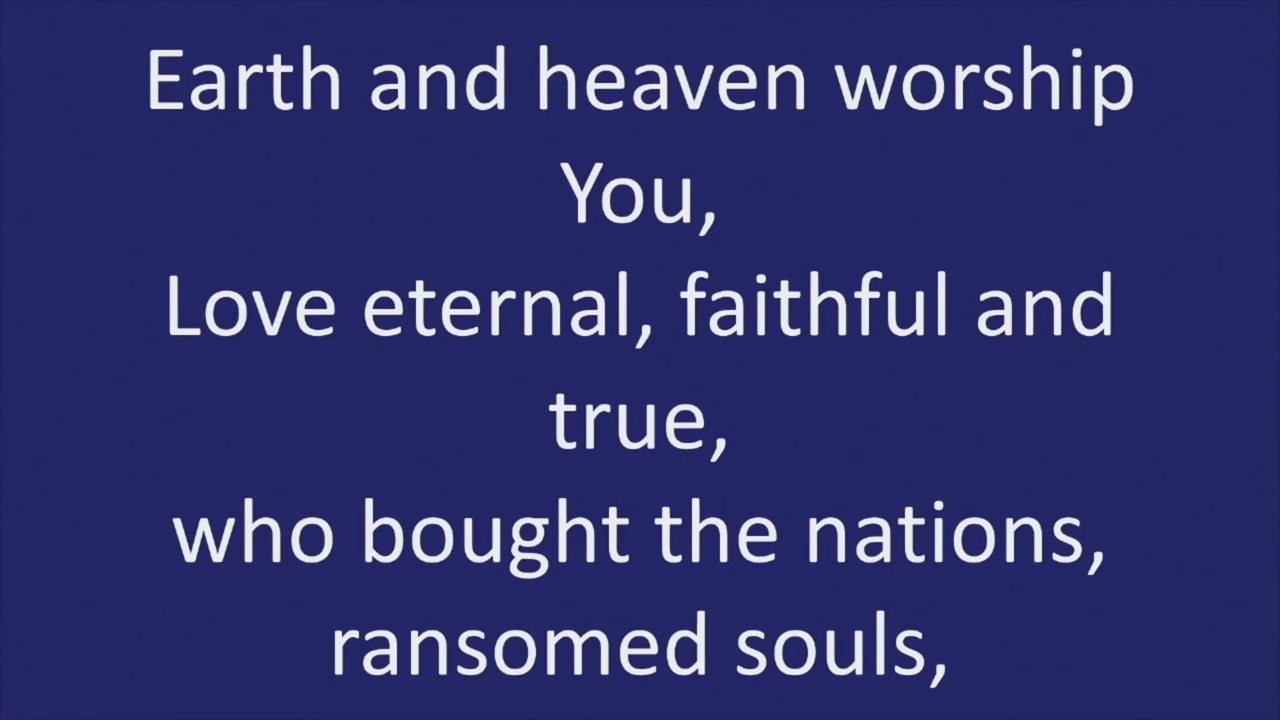 Earth and heaven worship
You,
Love eternal, faithful and
true,
who bought the nations,
ransomed souls,